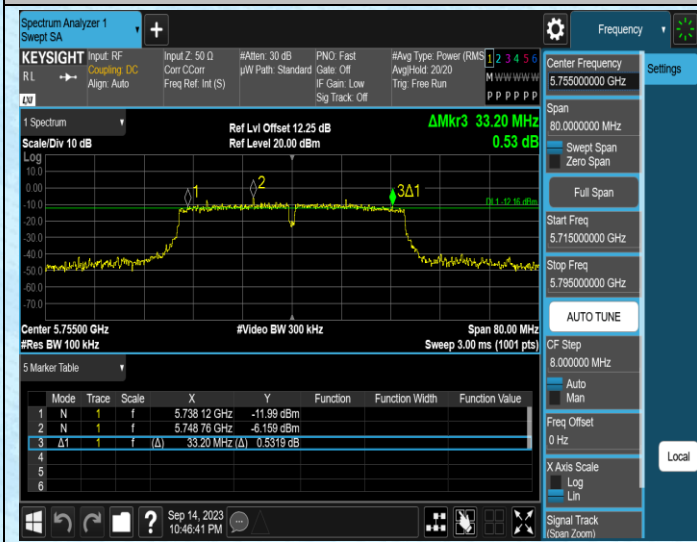 Spectrum Analyzer 1
Swept SA
+
Frequency
KEYSIGHT
RL
LXI
Input: RF
Coupling: DC
Align: Auto
Input Z: 50 Ω
Corr CCorr
Freq Ref: Int (S)
#Atten: 30 dB
µW Path: Standard
PNO: Fast
Gate: Off
IF Gain: Low
Sig Track: Off
#Avg Type: Power (RMS
Avg|Hold: 20/20
Trig: Free Run
1 2 3 4 5 6
M W W W W W
P P P P P P
1 Spectrum
Scale/Div 10 dB
Ref Lvl Offset 12.25 dB
Ref Level 20.00 dBm
ΔMkr3 33.20 MHz
0.53 dB
Log
10.0
0.00
-10.0
-20.0
-30.0
-40.0
-50.0
-60.0
-70.0
1
2
3Δ1
DL1 -12.16 dBm
Center 5.75500 GHz
#Video BW 300 kHz
Span 80.00 MHz
#Res BW 100 kHz
Sweep 3.00 ms (1001 pts)
5 Marker Table
Mode Trace Scale X Y Function Function Width Function Value
1 N 1 f 5.738 12 GHz -11.99 dBm
2 N 1 f 5.748 76 GHz -6.159 dBm
3 Δ1 1 f (Δ) 33.20 MHz (Δ) 0.5319 dB
4
5
6
?
Sep 14, 2023
10:46:41 PM
Center Frequency
5.755000000 GHz
Settings
Span
80.0000000 MHz
Swept Span
Zero Span
Full Span
Start Freq
5.715000000 GHz
Stop Freq
5.795000000 GHz
AUTO TUNE
CF Step
8.000000 MHz
Auto
Man
Freq Offset
0 Hz
X Axis Scale
Log
Lin
Signal Track
(Span Zoom)
Local